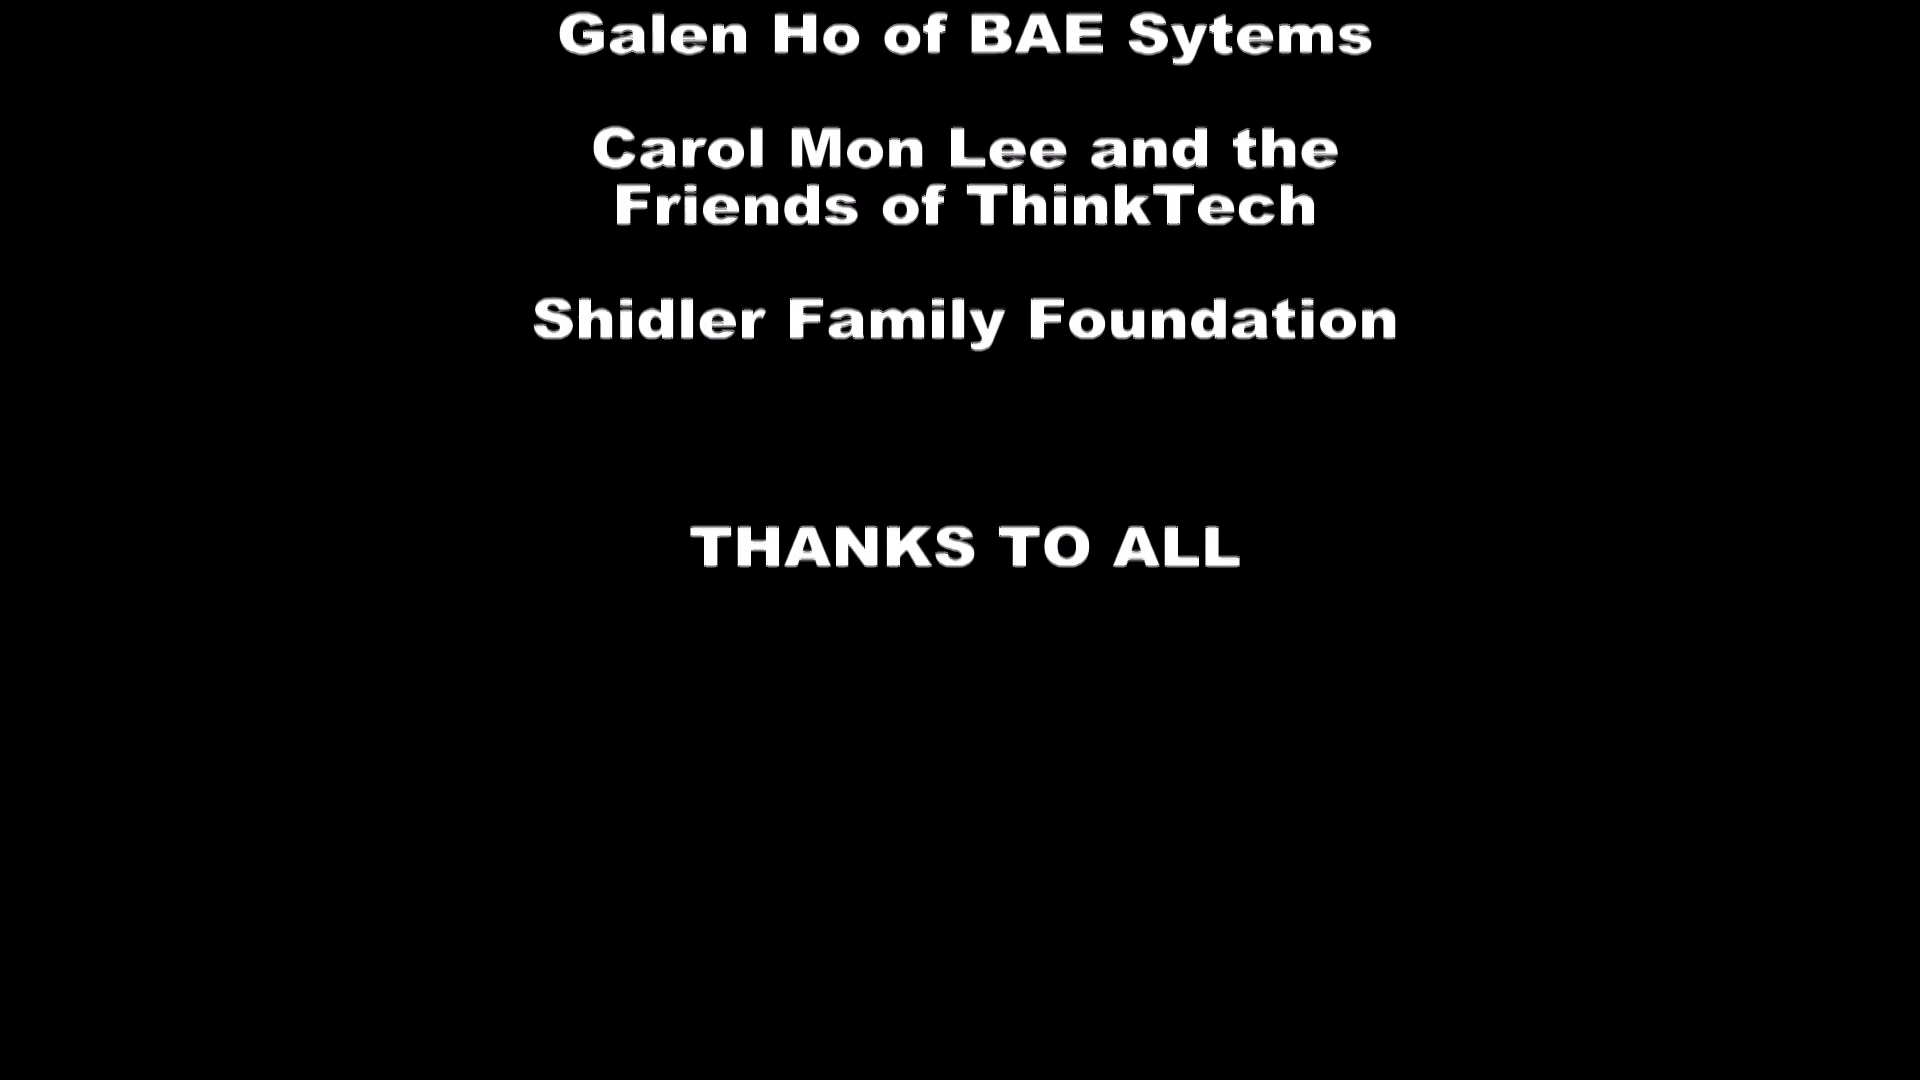 Galen Ho of BAE Sytems
Carol Mon Lee and the
Friends of ThinkTech
Shidler Family Foundation
THANKS TO ALL